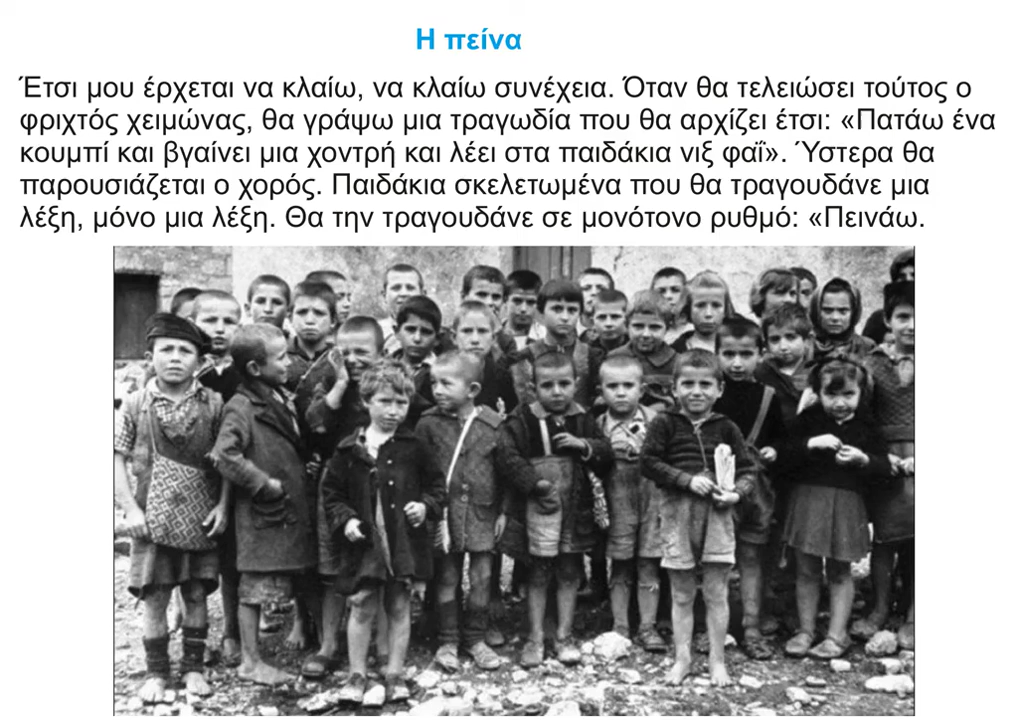 Η πείνα
Έτσι μου έρχεται να κλαίω, να κλαίω συνέχεια. Όταν θα τελειώσει τούτος ο
φριχτός χειμώνας, θα γράψω μια τραγωδία που θα αρχίζει έτσι: «Πατάω ένα
κουμπί και βγαίνει μια χοντρή και λέει στα παιδάκια νιξ φαΐ». Ύστερα θα
παρουσιάζεται ο χορός. Παιδάκια σκελετωμένα που θα τραγουδάνε μια
λέξη, μόνο μια λέξη. Θα την τραγουδάνε σε μονότονο ρυθμό: «Πεινάω.